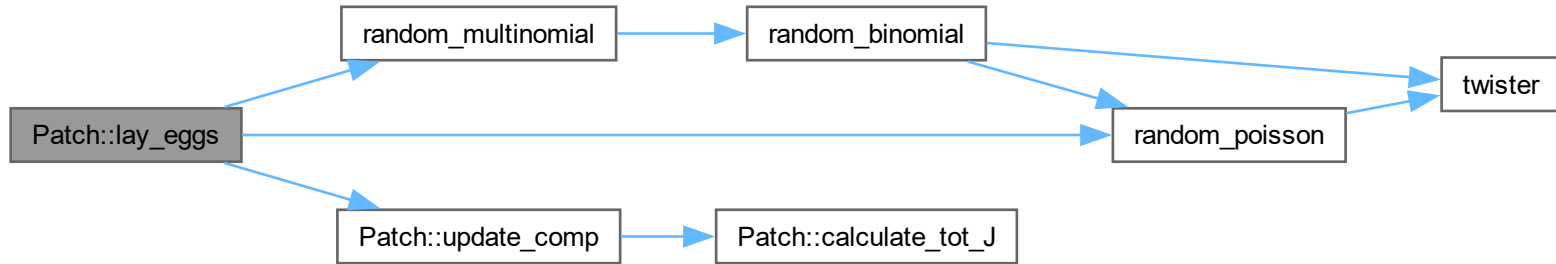 random_multinomial
random_binomial
twister
Patch::lay_eggs
random_poisson
Patch::update_comp
Patch::calculate_tot_J